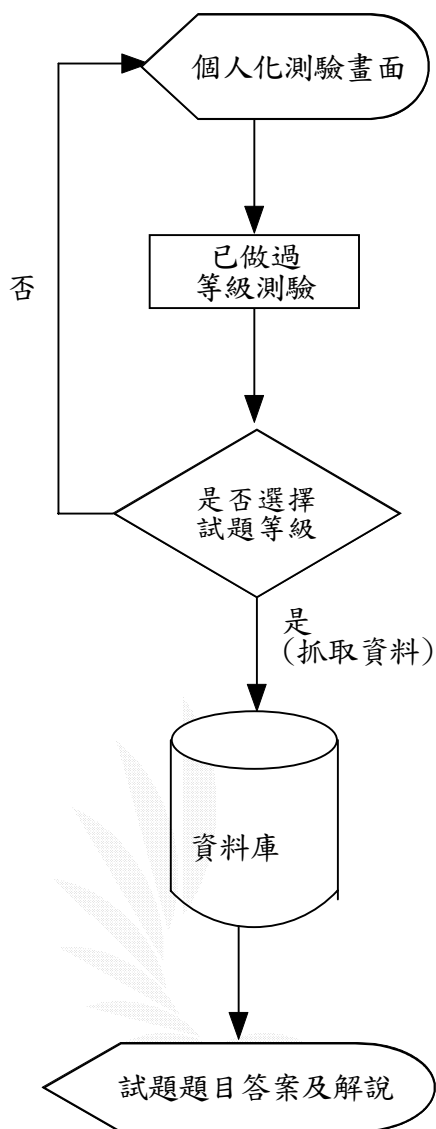 個人化測驗畫面
已做過
等級測驗
否
是否選擇
試題等級
是
(抓取資料)
資料庫
試題題目答案及解說